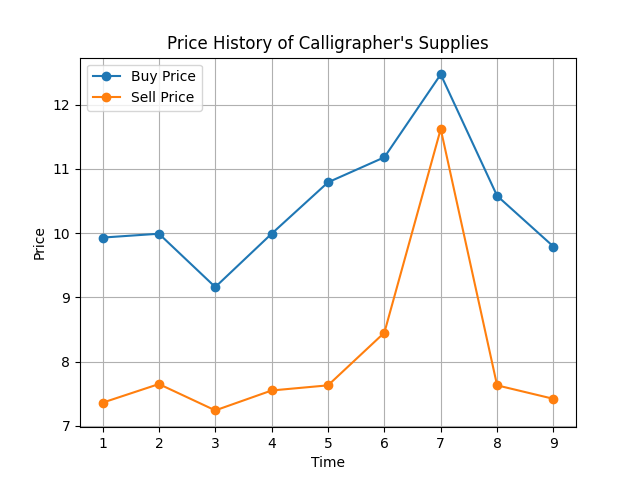 Price History of Calligrapher's Supplies
Buy Price
Sell Price
12
11
10
9
8
7
Price
1 2 3 4 5 6 7 8 9
Time